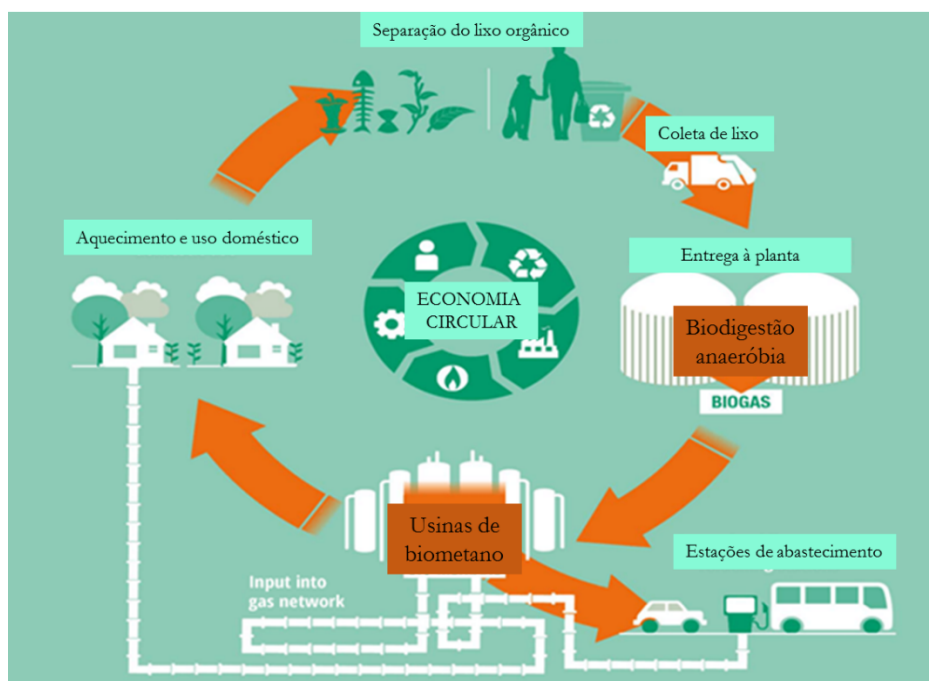 Separação do lixo orgânico
Coleta de lixo
Aquecimento e uso doméstico
Entrega à planta
ECONOMIA
CIRCULAR
Biodigestão
anaeróbia
BIOGAS
Usinas de
biometano
Estações de abastecimento
Input into
gas network